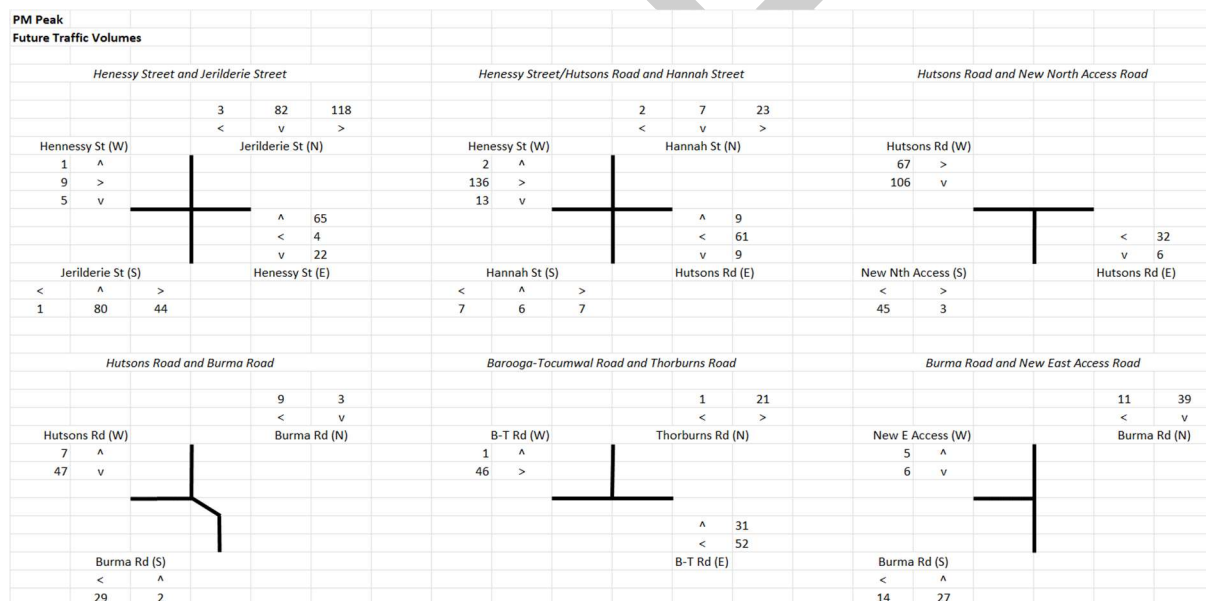 PM Peak
Future Traffic Volumes
Henessy Street and Jerilderie Street Henessy Street/Hutsons Road and Hannah Street Hutsons Road and New North Access Road
3 82 118 2 7 23
< v > < v >
Hennessy St (W) Jerilderie St (N) Henessy St (W) Hannah St (N) Hutsons Rd (W)
1 ^ 2 ^ 67 >
9 > 136 > 106 v
5 v 13 v
^ 65 ^ 9
< 4 < 61 < 32
v 22 v 9 v 6
Jerilderie St (S) Henessy St (E) Hannah St (S) Hutsons Rd (E) New Nth Access (S) Hutsons Rd (E)
< ^ > < ^ > < >
1 80 44 7 6 7 45 3
Hutsons Road and Burma Road Barooga-Tocumwal Road and Thorburns Road Burma Road and New East Access Road
9 3 1 21 11 39
< v < > < v
Hutsons Rd (W) Burma Rd (N) B-T Rd (W) Thorburns Rd (N) New E Access (W) Burma Rd (N)
7 ^ 1 ^ 5 ^
47 v 46 > 6 v
^ 31
< 52
Burma Rd (S) B-T Rd (E) Burma Rd (S)
< ^ < ^
29 2 14 27